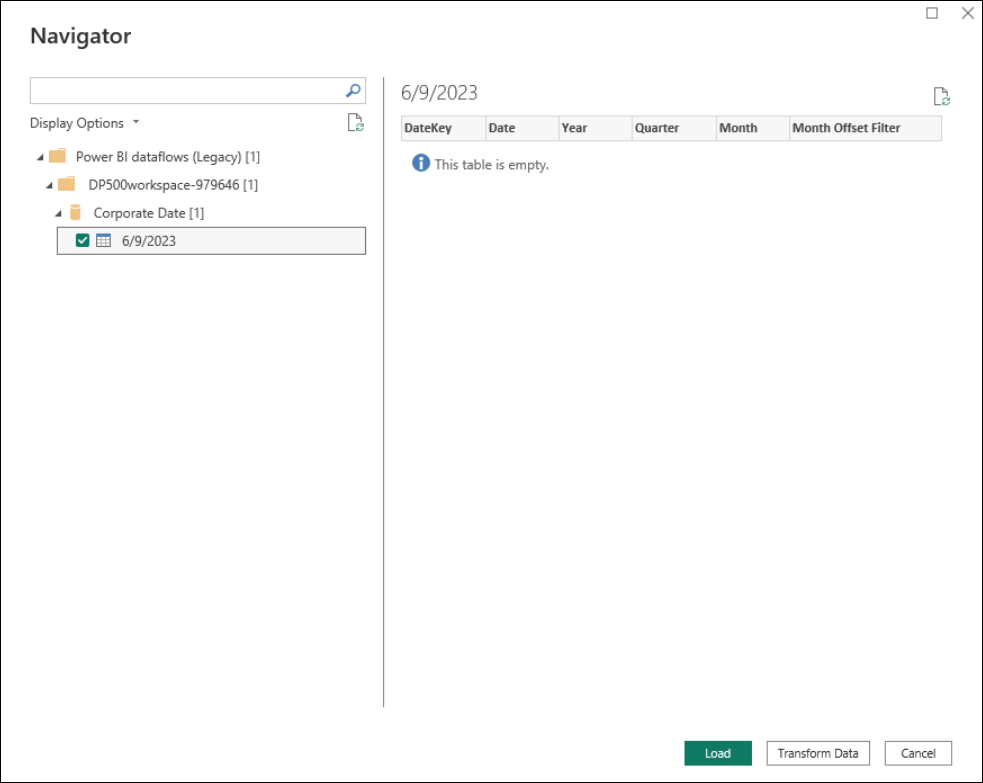 Navigator
Display Options
Power BI dataflows (Legacy) [1]
DP500workspace-979646 [1]
Corporate Date [1]
6/9/2023
6/9/2023
DateKey Date Year Quarter Month Month Offset Filter
This table is empty.
Load Transform Data Cancel